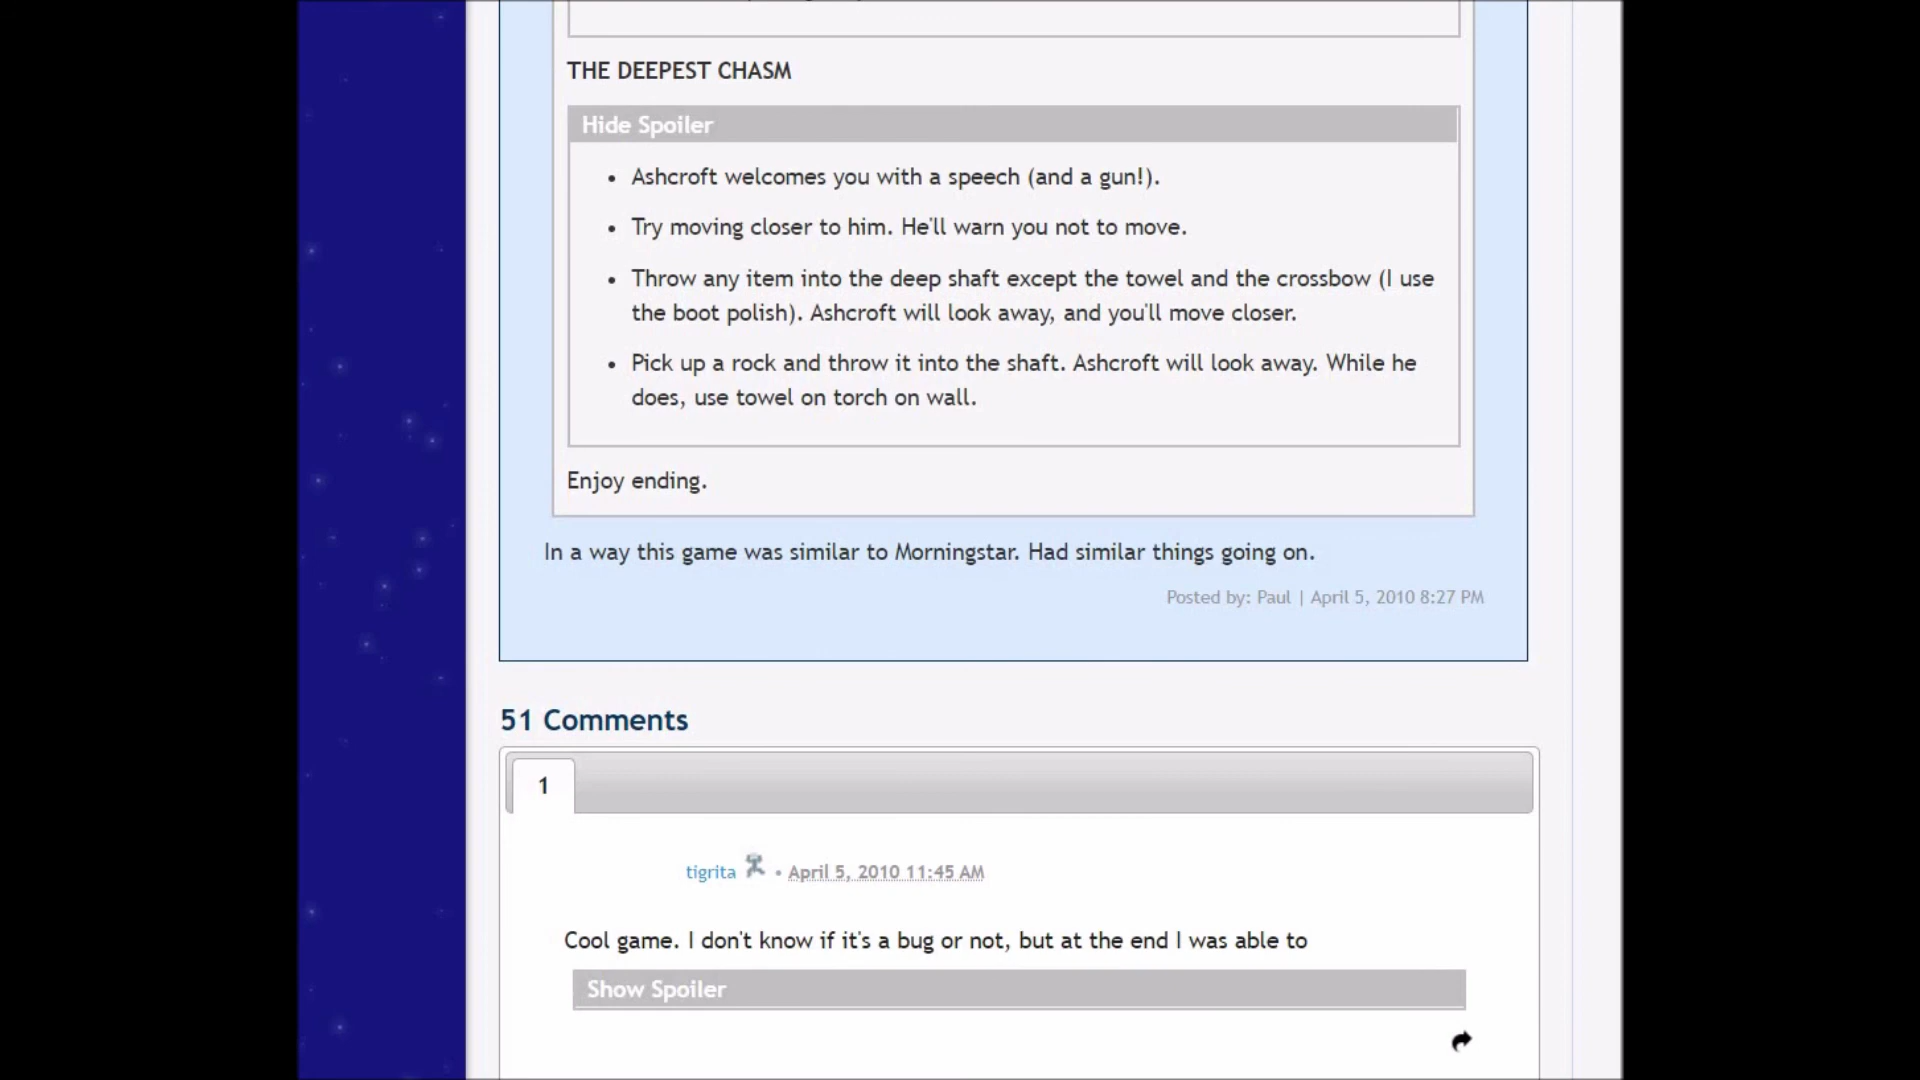 THE DEEPEST CHASM
Hide Spoiler
• Ashcroft welcomes you with a speech (and a gun!).
• Try moving closer to him. He'll warn you not to move.
• Throw any item into the deep shaft except the towel and the crossbow (I use
the boot polish). Ashcroft will look away, and you'll move closer.
• Pick up a rock and throw it into the shaft. Ashcroft will look away. While he
does, use towel on torch on wall.
Enjoy ending.
In a way this game was similar to Morningstar. Had similar things going on.
Posted by: Paul | April 5, 2010 8:27 PM
51 Comments
1
tigrita • April 5, 2010 11:45 AM
Cool game. I don't know if it's a bug or not, but at the end I was able to
Show Spoiler